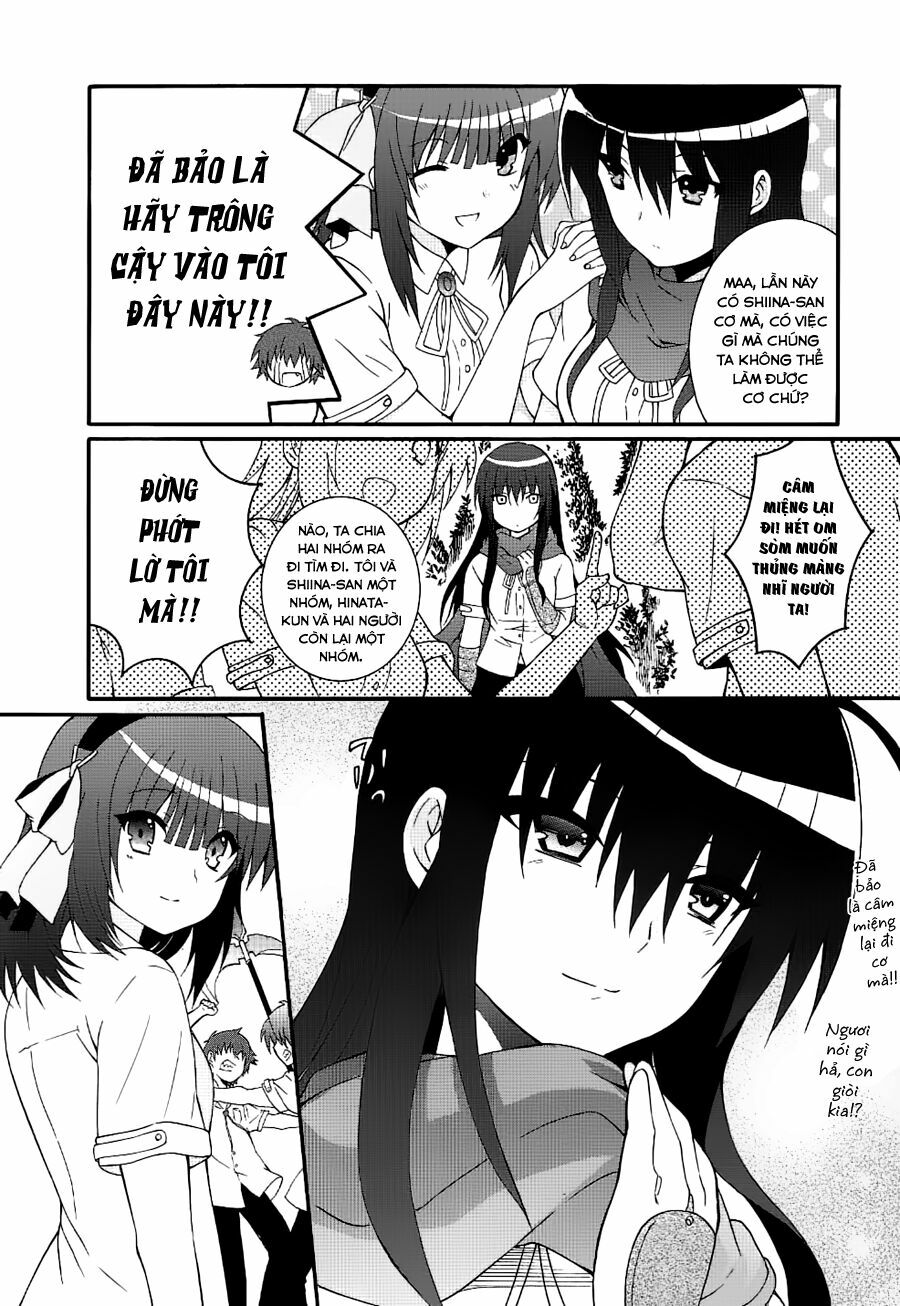 MAA, LẦN NÀY
CÓ SHIINA-SAN
CƠ MÀ, CÓ VIỆC
GÌ MÀ CHÚNG
TA KHÔNG THỂ
LÀM ĐƯỢC
CƠ CHỨ?
ĐÃ BẢO LÀ
HÃY TRÔNG
CẬY VÀO TÔI
ĐÂY NÀY!!
CÂM
MIỆNG LẠI
ĐI! HÉT OM
SÒM MUỐN
THỦNG MÀNG
NHĨ NGƯỜI
TA!
NÀO, TA CHIA
HAI NHÓM RA
ĐI TÌM ĐI. TÔI VÀ
SHIINA-SAN MỘT
NHÓM, HINATA-
KUN VÀ HAI NGƯỜI
CÒN LẠI MỘT
NHÓM.
ĐỪNG
PHỚT
LỜ TÔI
MÀ!!
Đã
bảo
là câm
miệng
lại đi
cơ
mà!!
Ngươi
nói gì
hả, con
giòi
kia!?